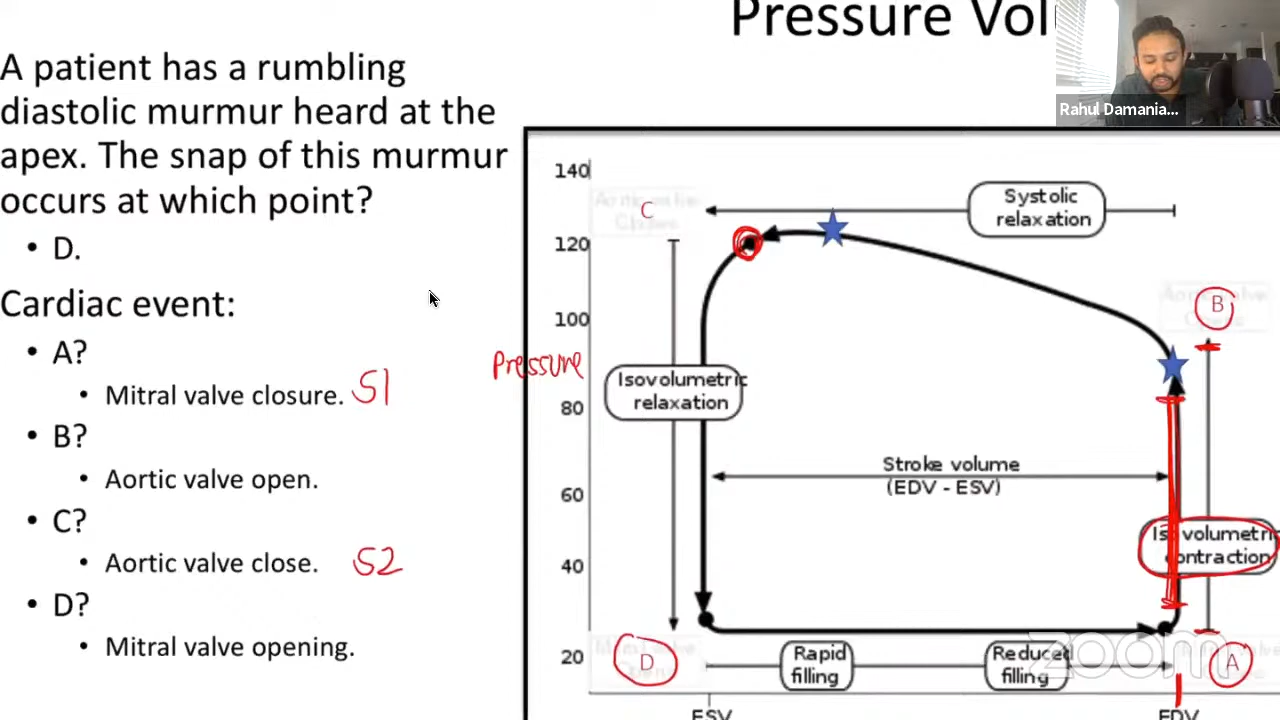 Pressure Vol
Rahul Damania...
A patient has a rumbling
diastolic murmur heard at the
apex. The snap of this murmur
occurs at which point?
• D.
Cardiac event:
• A?
• Mitral valve closure. S1
• B?
• Aortic valve open.
• C?
• Aortic valve close. S2
• D?
• Mitral valve opening.
Pressure
140
120
100
80
60
40
20
C
Systolic
relaxation
B
Isovolumetric
relaxation
Stroke volume
(EDV - ESV)
Isovolumetric
contraction
D
Rapid
filling
Reduced
filling
A
zoom
ESV
EDV